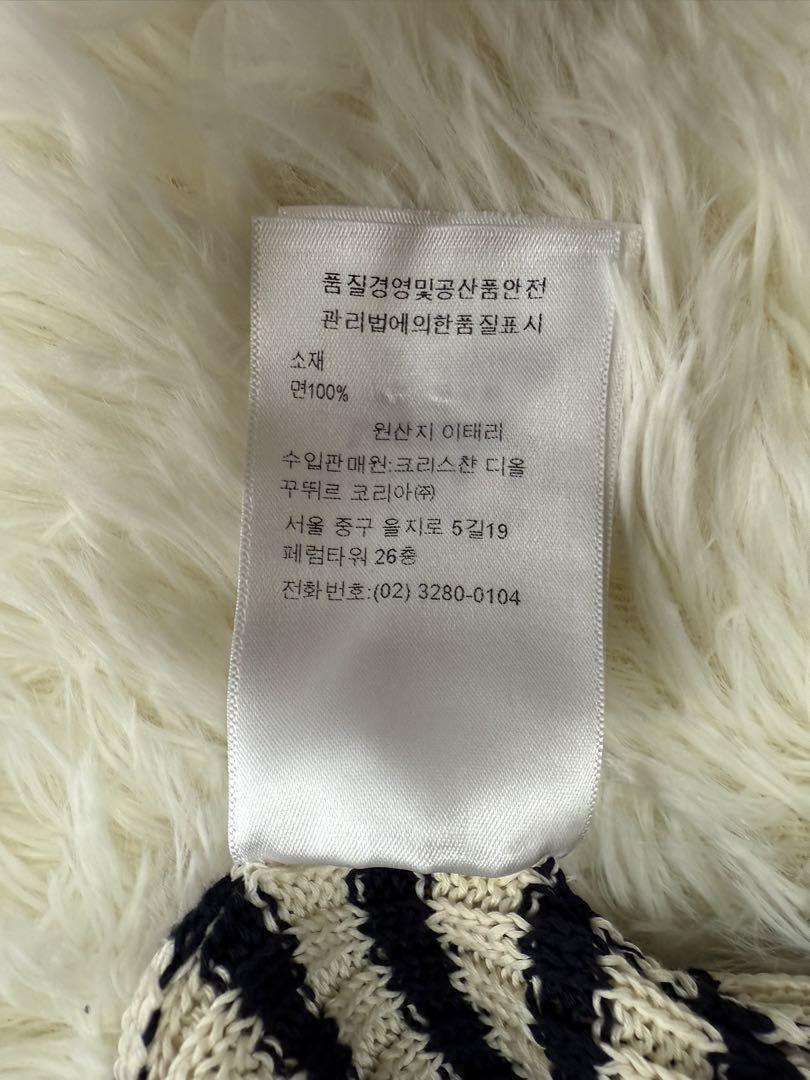 품질경영및공산품안전
관리법에의한품질표시
소재
면100%
원산지 이태리
수입판매원:크리스챤 디올
꾸뛰르 코리아㈜
서울 중구 을지로 5길19
페럼타워 26층
전화번호:(02) 3280-0104